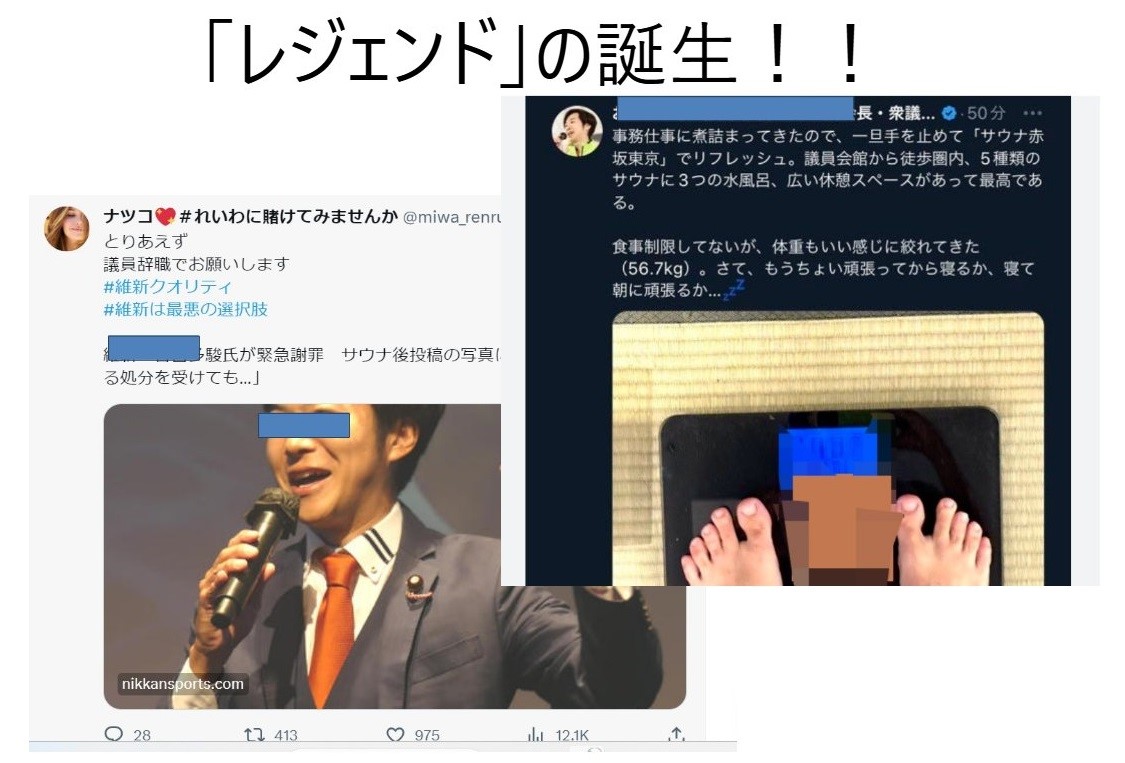 「レジェンド」の誕生！！
長・衆議... ・50分 …
事務仕事に煮詰まってきたので、一旦手を止めて「サウナ赤
坂東京」でリフレッシュ。議員会館から徒歩圏内、5種類の
サウナに3つの水風呂、広い休憩スペースがあって最高であ
る。
食事制限してないが、体重もいい感じに絞れてきた
（56.7kg）。さて、もうちょい頑張ってから寝るか、寝て
朝に頑張るか...💤
ナツコ💖#れいわに賭けてみませんか @miwa_renru
とりあえず
議員辞職でお願いします
#維新クオリティ
#維新は最悪の選択肢
駿氏が緊急謝罪　サウナ後投稿の写真に
る処分を受けても...」
nikkansports.com
28 413 975 12.1K